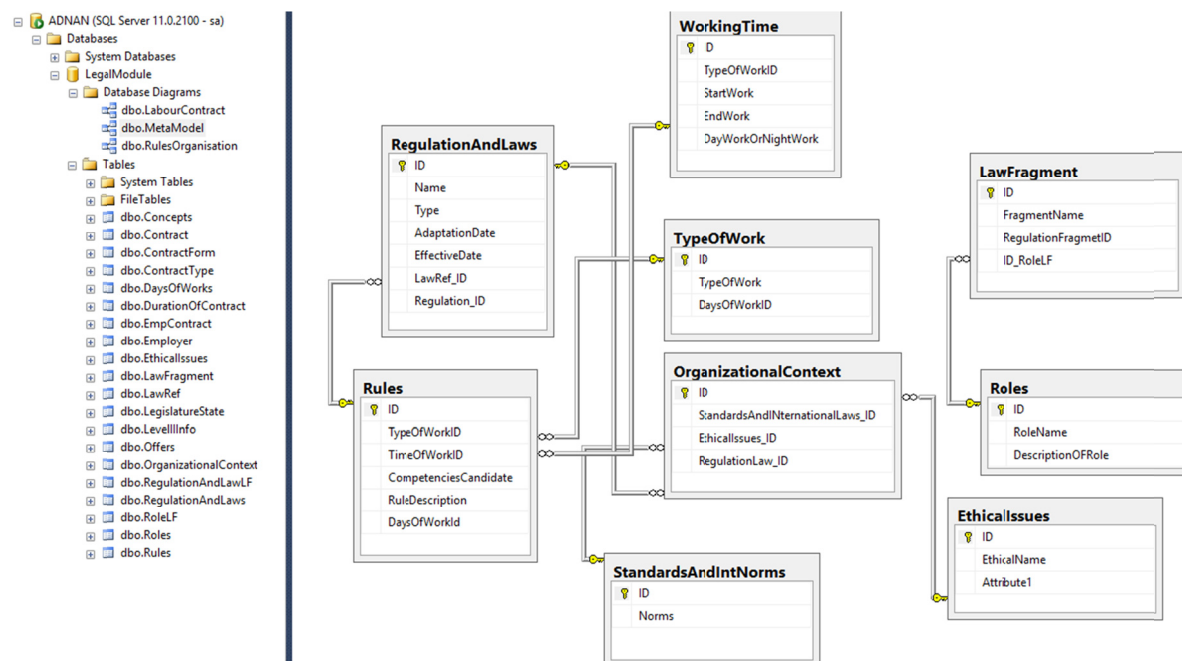 ADNAN (SQL Server 11.0.2100 - sa)
Databases
System Databases
LegalModule
Database Diagrams
dbo.LabourContract
dbo.MetaModel
dbo.RulesOrganisation
Tables
System Tables
FileTables
dbo.Concepts
dbo.Contract
dbo.ContractForm
dbo.ContractType
dbo.DaysOfWorks
dbo.DurationOfContract
dbo.EmpContract
dbo.Employer
dbo.EthicalIssues
dbo.LawFragment
dbo.LawRef
dbo.LegislatureState
dbo.LevelIIInfo
dbo.Offers
dbo.OrganizationalContext
dbo.RegulationAndLawLF
dbo.RegulationAndLaws
dbo.RoleLF
dbo.Roles
dbo.Rules
RegulationAndLaws
ID
Name
Type
AdaptationDate
EffectiveDate
LawRef_ID
Regulation_ID
Rules
ID
TypeOfWorkID
TimeOfWorkID
CompetenciesCandidate
RuleDescription
DaysOfWorkId
WorkingTime
ID
TypeOfWorkID
StartWork
EndWork
DayWorkOrNightWork
TypeOfWork
ID
TypeOfWork
DaysOfWorkID
OrganizationalContext
ID
StandardsAndINternationalLaws_ID
EthicalIssues_ID
RegulationLaw_ID
StandardsAndIntNorms
ID
Norms
LawFragment
ID
FragmentName
RegulationFragmetID
ID_RoleLF
Roles
ID
RoleName
DescriptionOFRole
EthicalIssues
ID
EthicalName
Attribute1